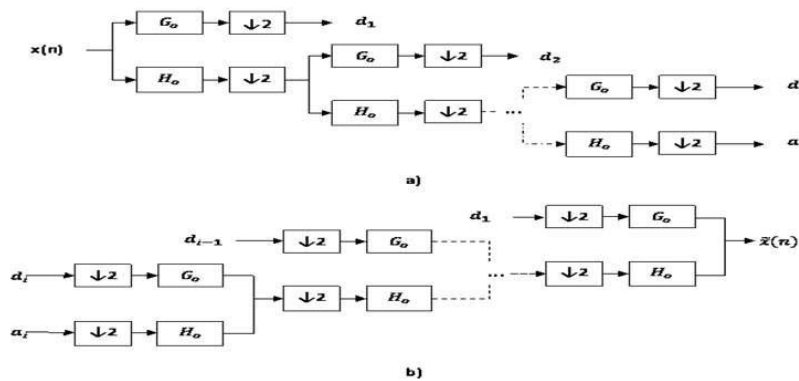 G₀ ↓2 d₁
x(n)
G₀ ↓2 d₂
H₀ ↓2
G₀ ↓2 d
H₀ ↓2 ...
H₀ ↓2 a
a)
d₁ ↓2 G₀
dᵢ₋₁ ↓2 G₀
x̃(n)
dᵢ ↓2 G₀
... ↓2 H₀
↓2 H₀
aᵢ ↓2 H₀
b)